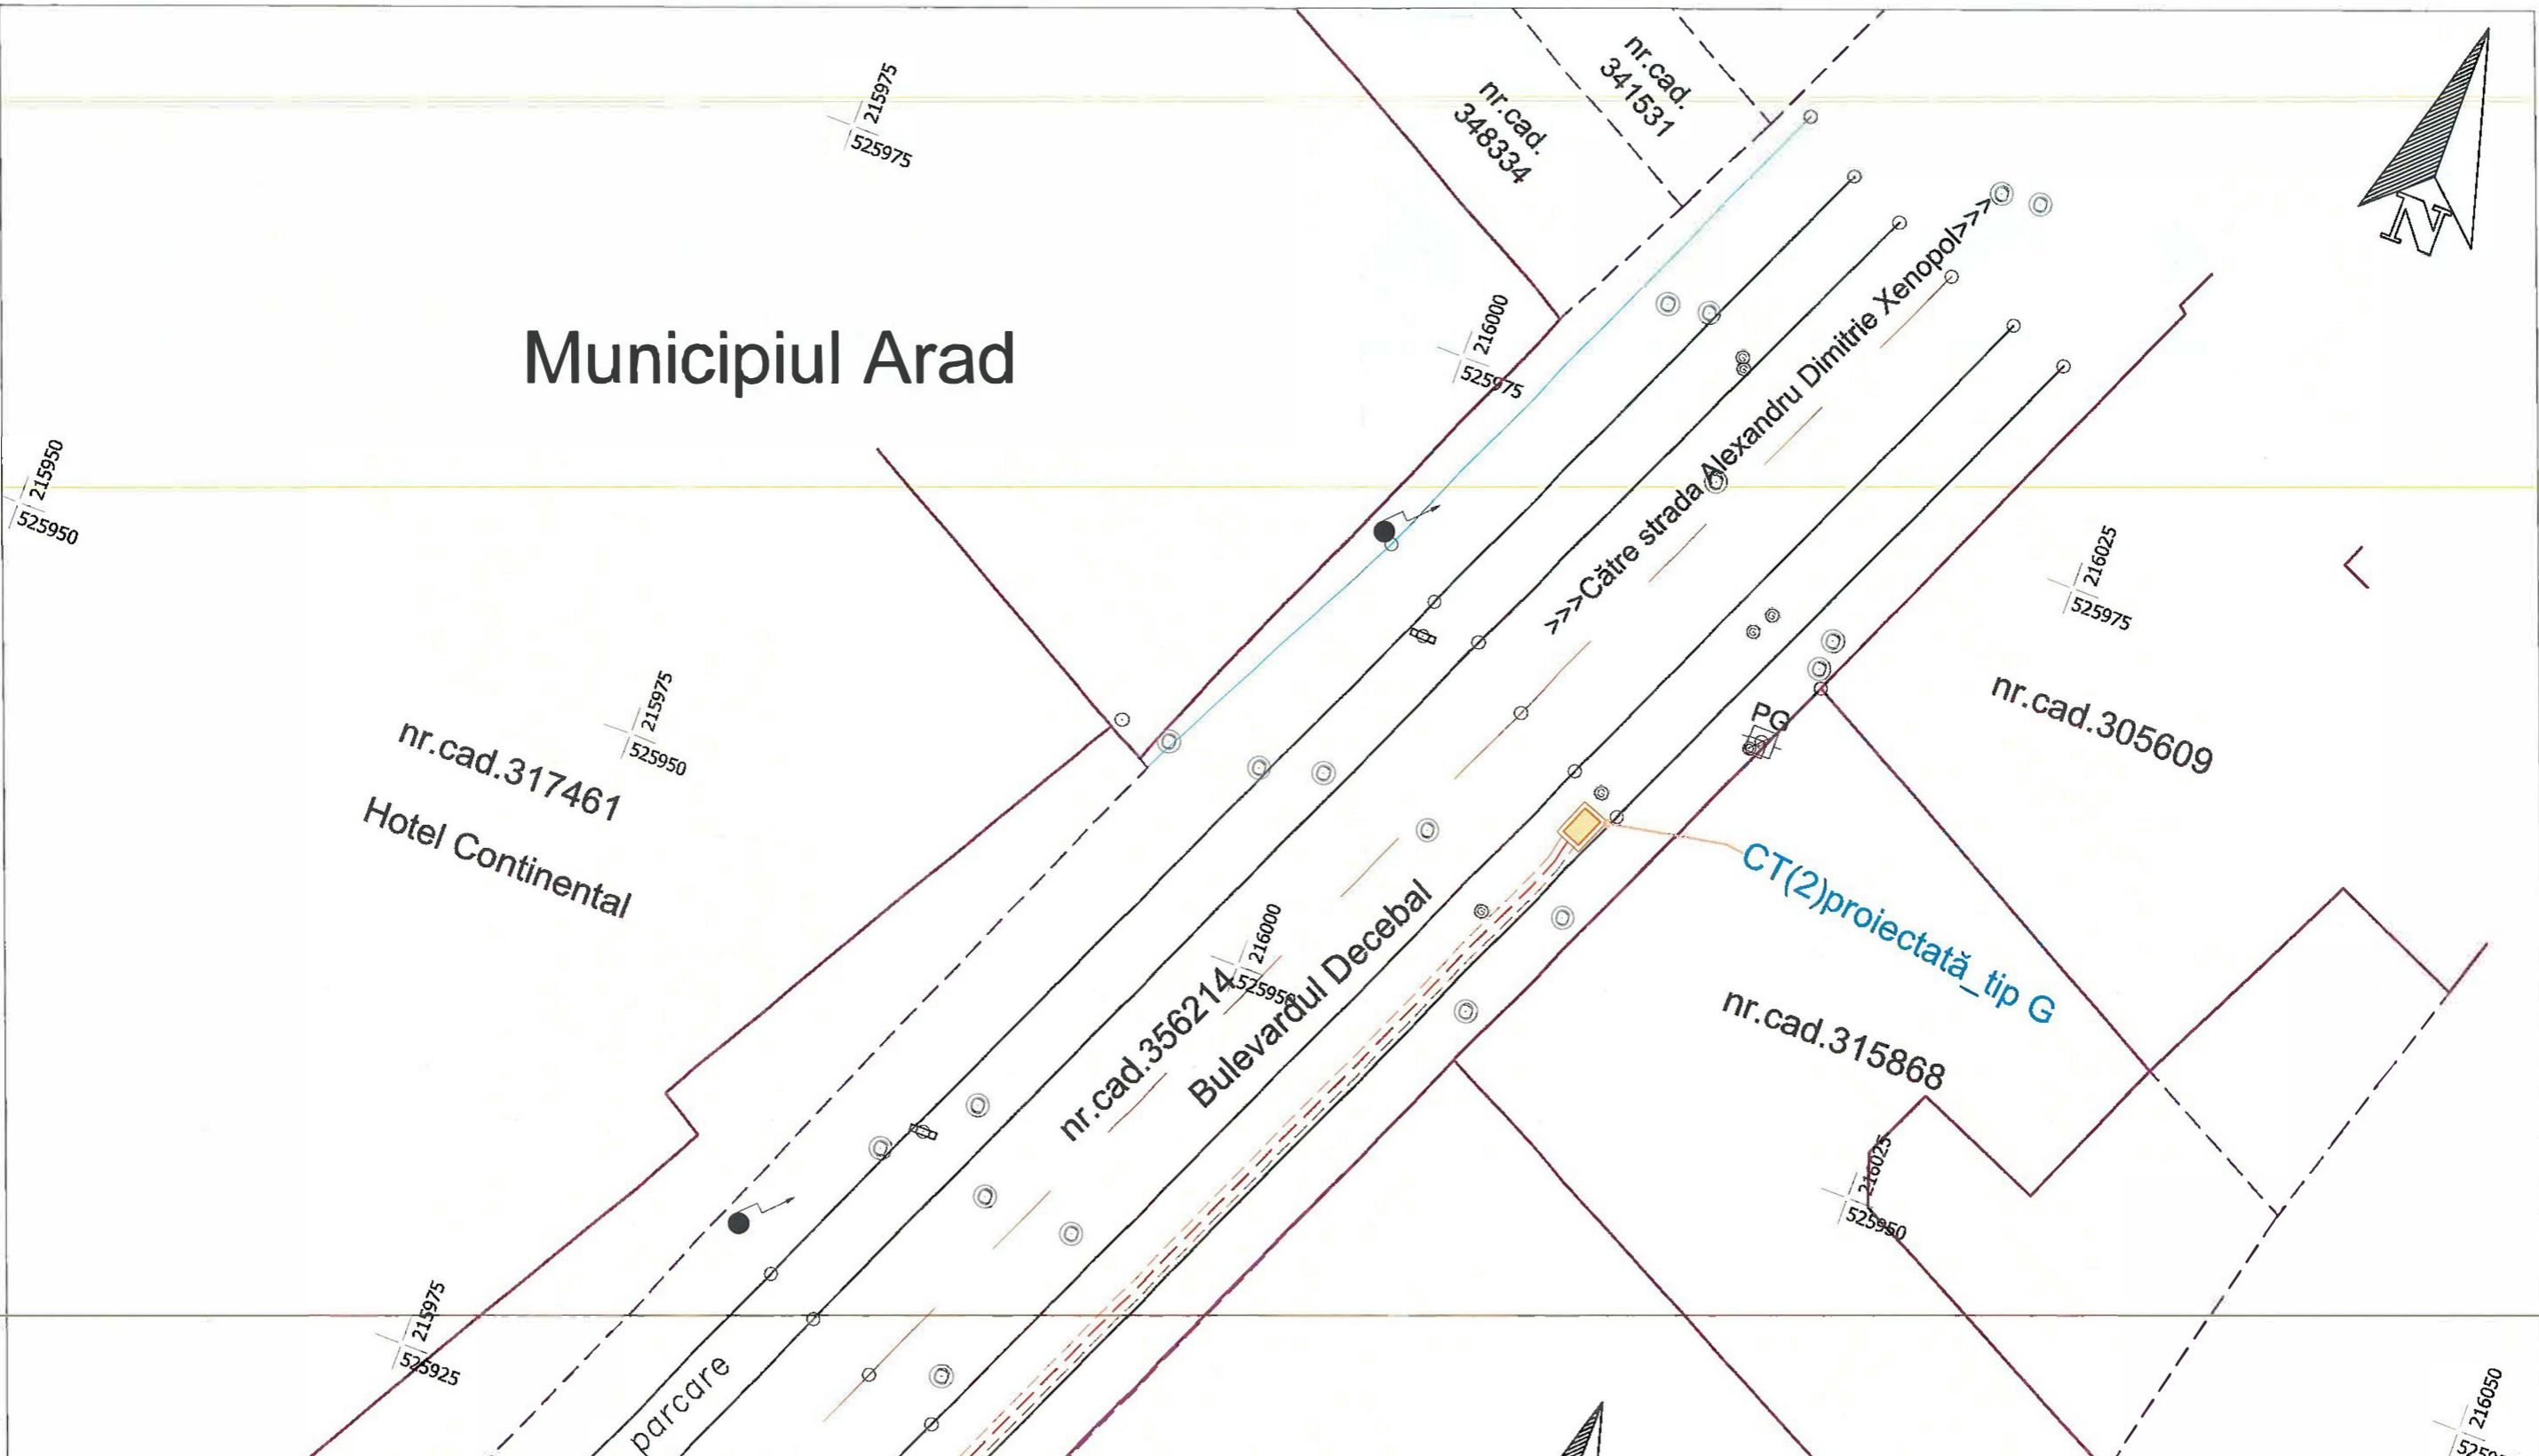 nr.cad.
341531
nr.cad.
348334
215975
525975
N
Municipiul Arad
216000
525975
>>>Către strada Alexandru Dimitrie Xenopol>>>
215950
525950
216025
525975
nr.cad.305609
215975
525950
nr.cad.317461
Hotel Continental
PG
CT(2)proiectată_tip G
216000
525950
nr.cad.356214
Bulevardul Decebal
nr.cad.315868
216025
525950
215975
525925
parcare
216050